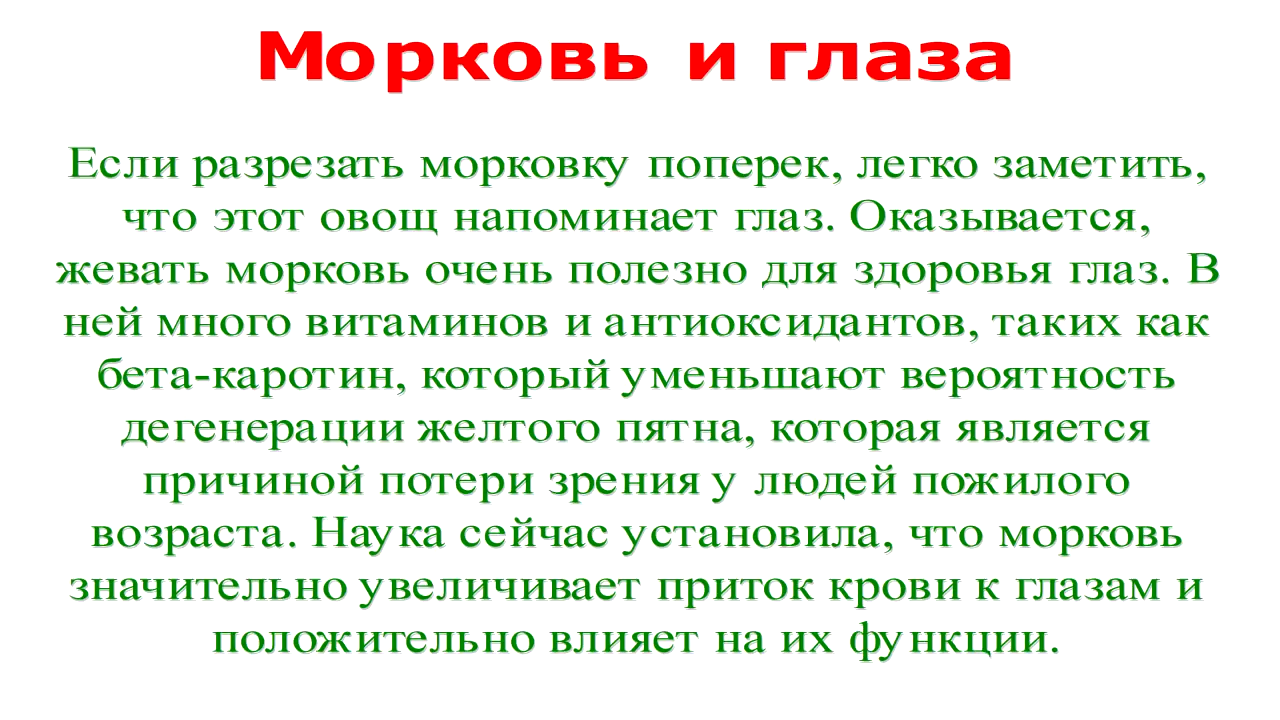 Морковь и глаза
Если разрезать морковку поперек, легко заметить,
что этот овощ напоминает глаз. Оказывается,
жевать морковь очень полезно для здоровья глаз. В
ней много витаминов и антиоксидантов, таких как
бета-каротин, который уменьшают вероятность
дегенерации желтого пятна, которая является
причиной потери зрения у людей пожилого
возраста. Наука сейчас установила, что морковь
значительно увеличивает приток крови к глазам и
положительно влияет на их функции.